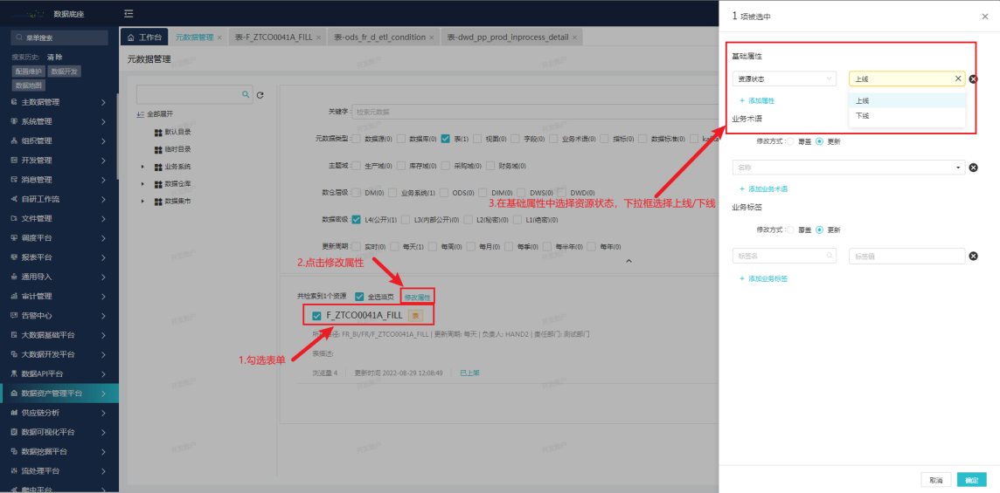 数据底座
菜单搜索
搜索历史: 清除
配置维护 数据开发
数据地图
主数据管理
系统管理
组织管理
开发管理
消息管理
自研工作流
文件管理
调度平台
报表平台
通用导入
审计管理
告警中心
大数据基础平台
大数据开发平台
数据API平台
数据资产管理平台
供应链分析
数据可视化平台
数据挖掘平台
流处理平台
爬虫平台
工作台 元数据管理 × 表-F_ZTCO0041A_FILL × 表-ods_fr_d_etl_condition × 表-dwd_pp_prod_inprocess_detail ×
元数据管理
全部展开
默认目录
临时目录
业务系统
数据仓库
数据集市
关键字: 检索元数据
元数据类型: 数据源(0) 数据库(0) 表(1) 视图(0) 字段(0) 业务术语(0) 指标(0) 数据标准(0) kafka
主题域: 生产域(0) 库存域(0) 采购域(0) 财务域(0)
数仓层级: DM(0) 业务系统(1) ODS(0) DIM(0) DWS(0) DWD(0)
3.在基础属性中选择资源状态，下拉框选择上线/下线
数据密级: L4(公开)(1) L3(内部公开)(0) L2(秘密)(0) L1(绝密)(0)
更新周期: 实时(0) 每天(1) 每周(0) 每月(0) 每季(0) 每半年(0) 每年(0)
2.点击修改属性
共检索到1个资源 全选当页 修改属性
F_ZTCO0041A_FILL 表
径: FR_BI/FR/F_ZTCO0041A_FILL | 更新周期: 每天 | 负责人: HAND2 | 责任部门: 测试部门
表描述:
1.勾选表单
浏览量 4 更新时间 2022-08-29 12:08:49 已上架
1 项被选中 ×
基础属性
资源状态 上线 ×
+ 添加属性 上线
下线
业务术语
修改方式: 覆盖 更新
名称
+ 添加业务术语
业务标签
修改方式: 覆盖 更新
标签名 标签值
+ 添加业务标签
取消 确定